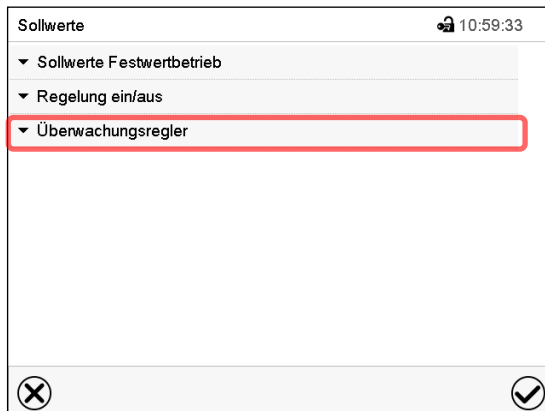 Sollwerte 10:59:33
Sollwerte Festwertbetrieb
Regelung ein/aus
Überwachungsregler